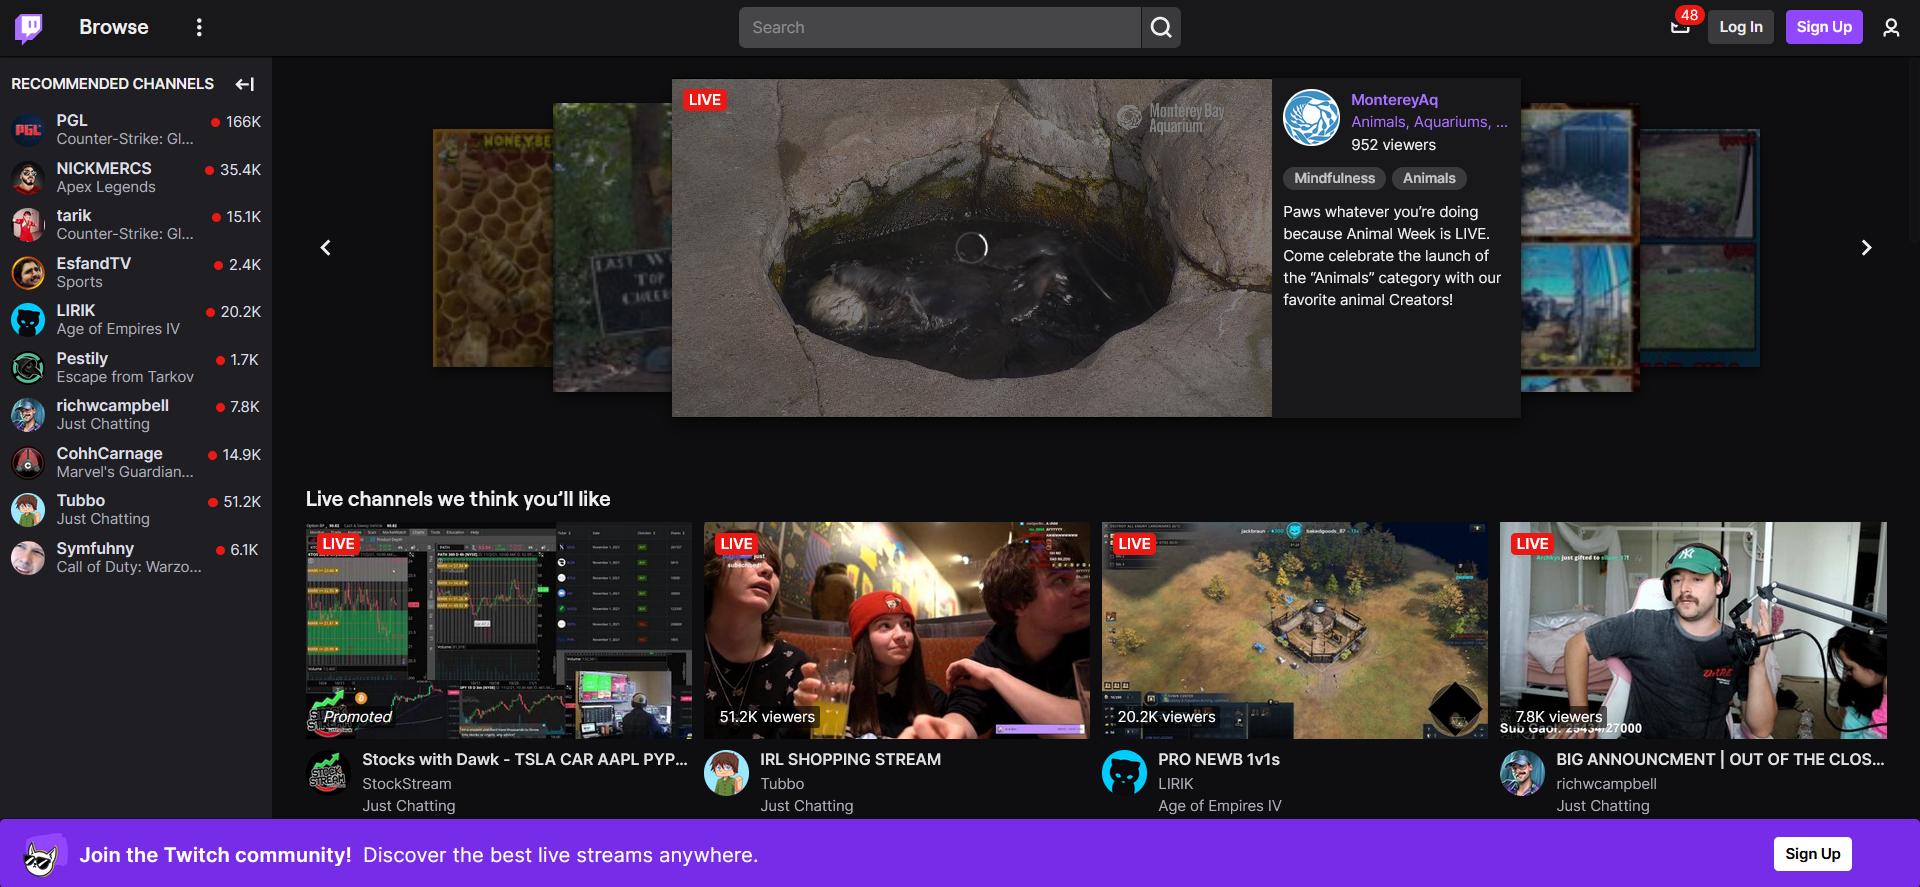 Browse
Search
48
Log In
Sign Up
RECOMMENDED CHANNELS
PGL
166K
Counter-Strike: Gl...
NICKMERCS
35.4K
Apex Legends
tarik
15.1K
Counter-Strike: Gl...
EsfandTV
2.4K
Sports
LIRIK
20.2K
Age of Empires IV
Pestily
1.7K
Escape from Tarkov
richwcampbell
7.8K
Just Chatting
CohhCarnage
14.9K
Marvel's Guardian...
Tubbo
51.2K
Just Chatting
Symfuhny
6.1K
Call of Duty: Warzo...
LIVE
Monterey Bay
Aquarium
MontereyAq
Animals, Aquariums, ...
952 viewers
Mindfulness
Animals
Paws whatever you’re doing
because Animal Week is LIVE.
Come celebrate the launch of
the “Animals” category with our
favorite animal Creators!
Live channels we think you’ll like
LIVE
Promoted
Stocks with Dawk - TSLA CAR AAPL PYP...
StockStream
Just Chatting
LIVE
51.2K viewers
IRL SHOPPING STREAM
Tubbo
Just Chatting
LIVE
20.2K viewers
PRO NEWB 1v1s
LIRIK
Age of Empires IV
LIVE
7.8K viewers
Sub Goal: 25434/27000
BIG ANNOUNCMENT | OUT OF THE CLOS...
richwcampbell
Just Chatting
Join the Twitch community! Discover the best live streams anywhere.
Sign Up